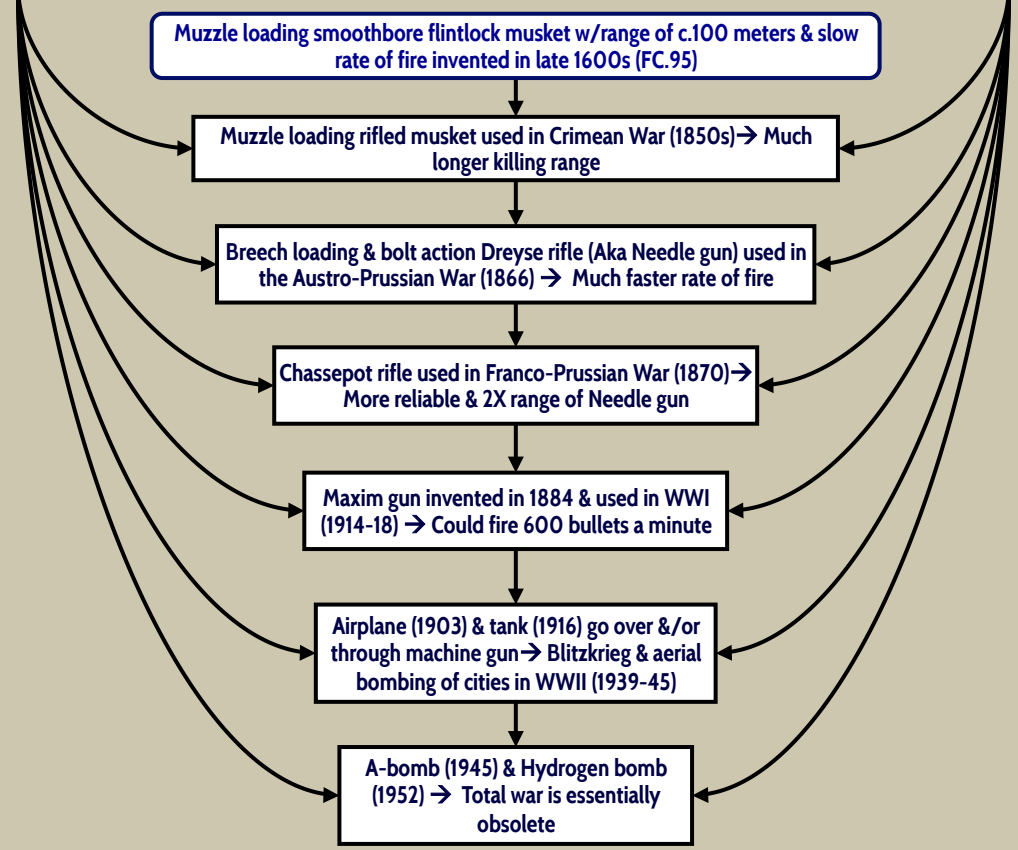 Muzzle loading smoothbore flintlock musket w/range of c.100 meters & slow
rate of fire invented in late 1600s (FC.95)
Muzzle loading rifled musket used in Crimean War (1850s)→ Much
longer killing range
Breech loading & bolt action Dreyse rifle (Aka Needle gun) used in
the Austro-Prussian War (1866) → Much faster rate of fire
Chassepot rifle used in Franco-Prussian War (1870)→
More reliable & 2X range of Needle gun
Maxim gun invented in 1884 & used in WWI
(1914-18) → Could fire 600 bullets a minute
Airplane (1903) & tank (1916) go over &/or
through machine gun→ Blitzkrieg & aerial
bombing of cities in WWII (1939-45)
A-bomb (1945) & Hydrogen bomb
(1952) → Total war is essentially
obsolete